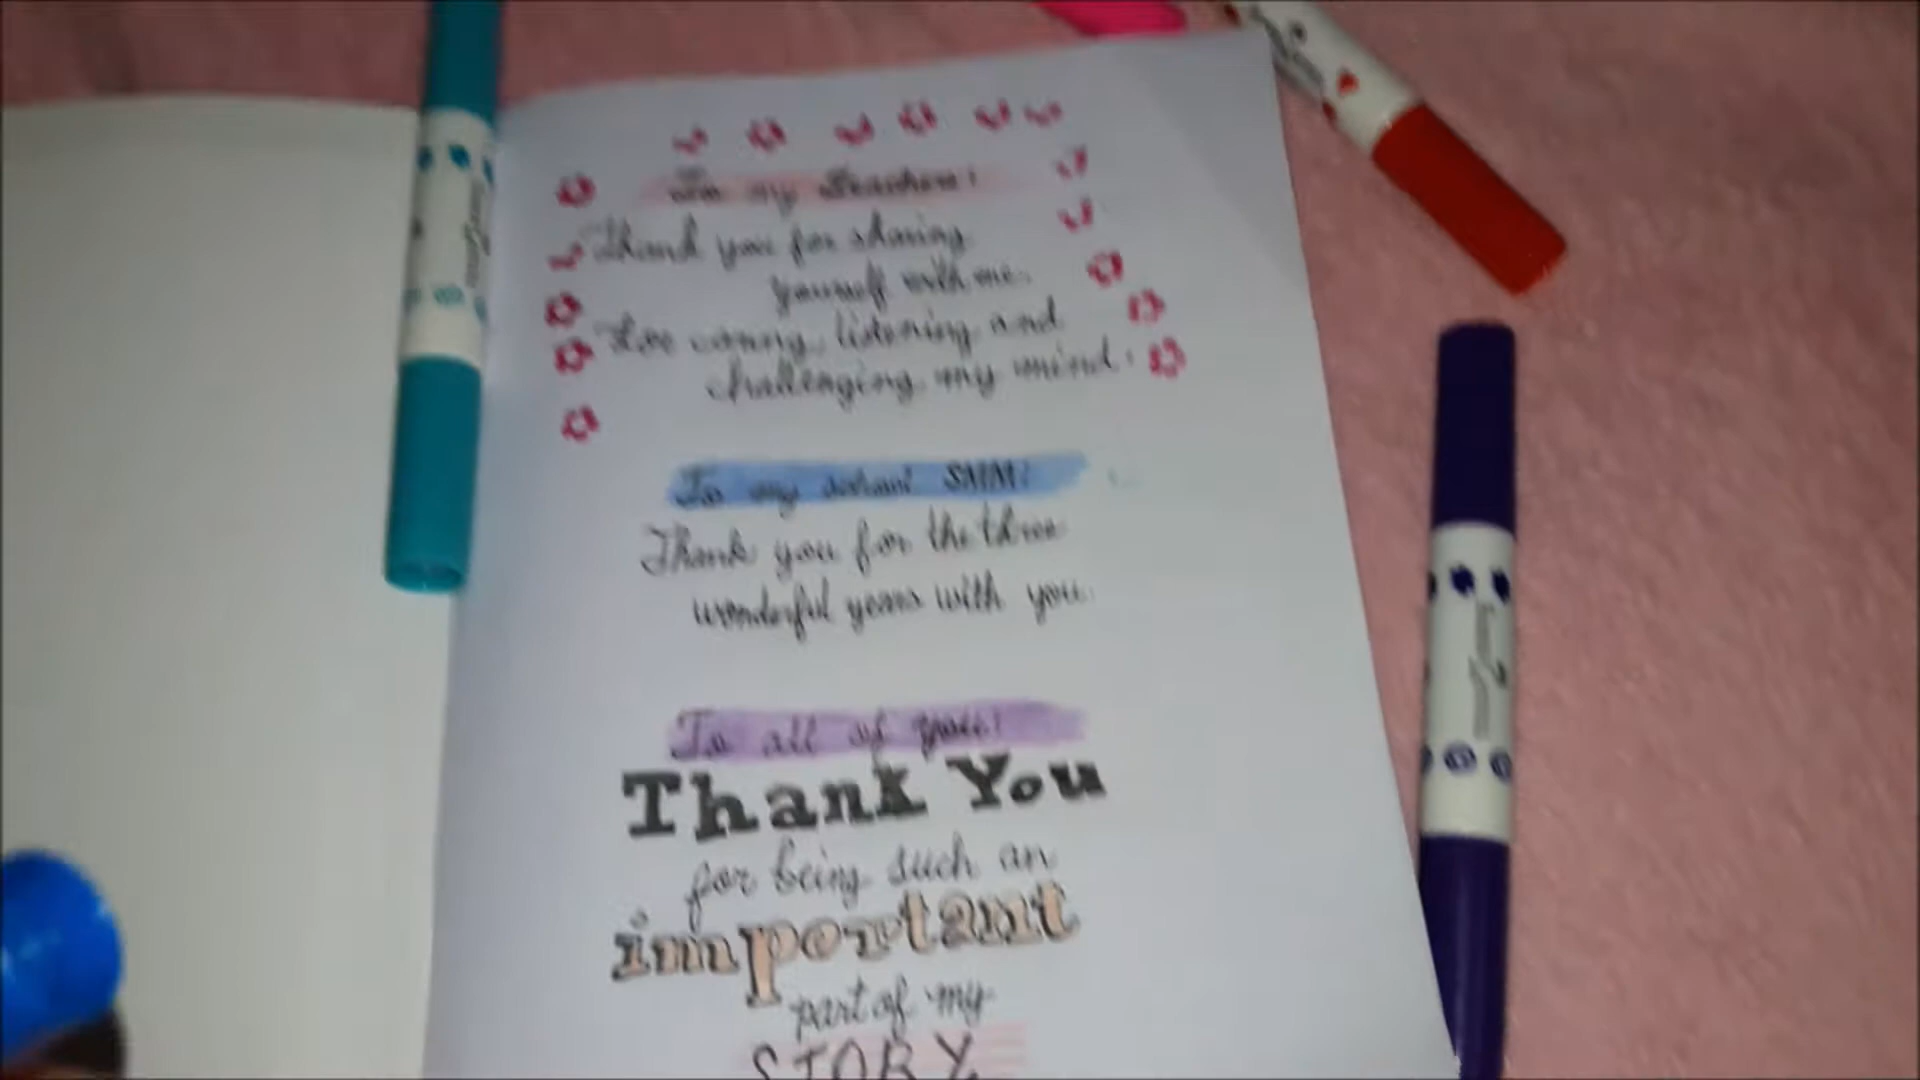 To my teachers:
Thank you for sharing
yourself with me.
For caring, listening and
challenging my mind.
To my school SMM:
Thank you for the three
wonderful years with you.
To all of you:
Thank You
for being such an
important
part of my
STORY